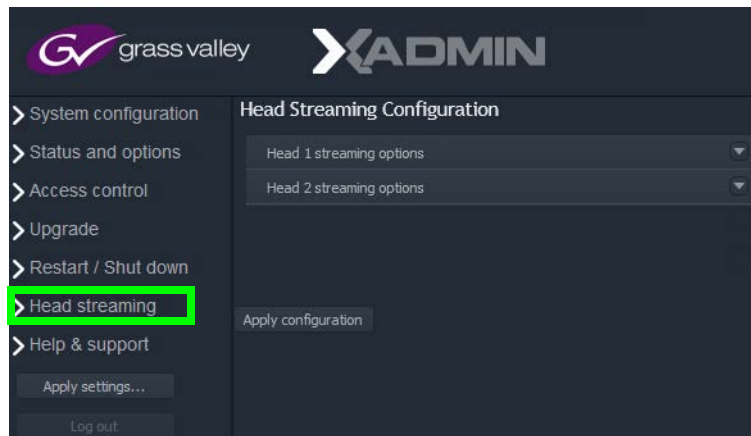 grass valley
XADMIN
System configuration
Status and options
Access control
Upgrade
Restart / Shut down
Head streaming
Help & support
Apply settings...
Log out
Head Streaming Configuration
Head 1 streaming options
Head 2 streaming options
Apply configuration